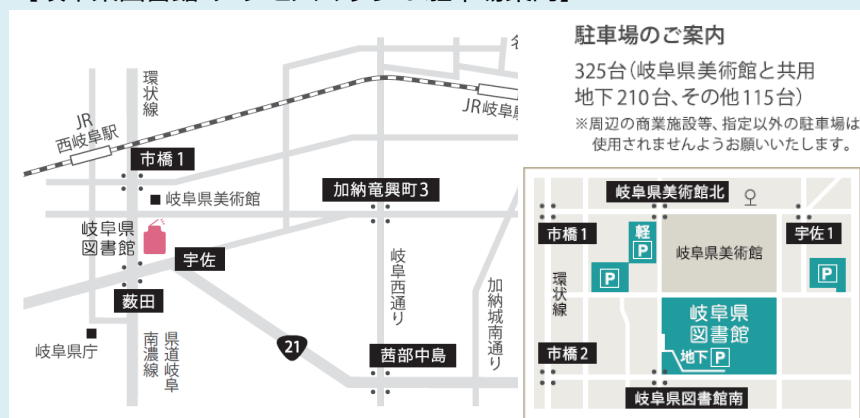 駐車場のご案内
325台(岐阜県美術館と共用
地下210台、その他115台)
※周辺の商業施設等、指定以外の駐車場は
使用されませんようお願いいたします。
環状線
JR
西岐阜駅
JR岐阜
市橋1
岐阜県美術館
加納竜興町3
岐阜県
図書館
宇佐
薮田
岐阜西通り
加納城南通り
岐阜県庁
県道岐阜
南濃線
21
茜部中島
岐阜県美術館北
市橋1
軽
P
岐阜県美術館
宇佐1
P
P
環状線
岐阜県
図書館
地下P
市橋2
岐阜県図書館南